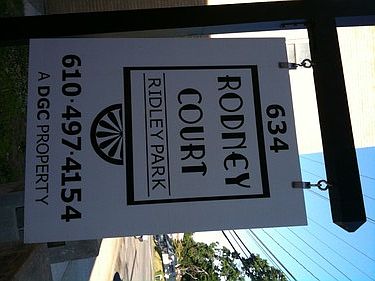 634
RODNEY
COURT
RIDLEY PARK
610·497·4154
A DGC PROPERTY